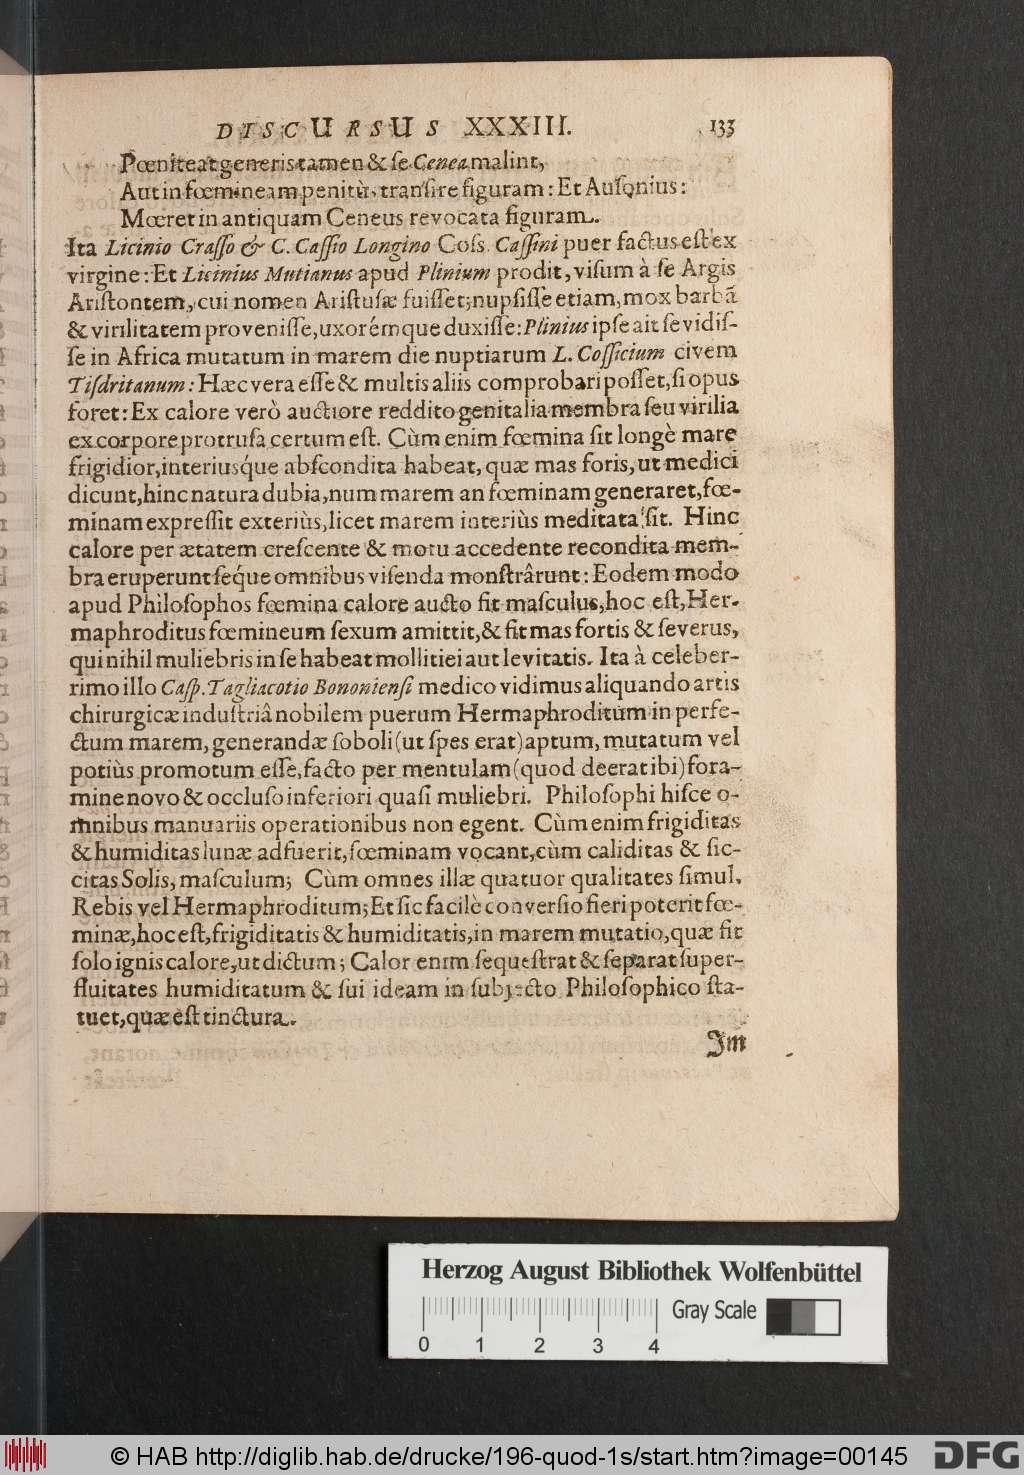 DISCURSUS XXXIII. 133
Pœniteat generis tamen & ſe Cenea malint,
Aut in fœmineam penitùs tranſire figuram: Et Auſonius:
Mœret in antiquam Ceneus revocata figuram.
Ita Licinio Craſſo & C. Caſſio Longino Coſs. Caſſini puer factus eſt ex
virgine: Et Licinius Mutianus apud Plinium prodit, viſum à ſe Argis
Ariſtontem, cui nomen Ariſtuſæ fuiſſet; nupſiſſe etiam, mox barbã
& virilitatem proveniſſe, uxorémque duxiſſe: Plinius ipſe ait ſe vidiſ-
ſe in Africa mutatum in marem die nuptiarum L. Coſſicium civem
Tiſdritanum: Hæc vera eſſe & multis aliis comprobari poſſet, ſi opus
foret: Ex calore verò auctiore reddito genitalia membra ſeu virilia
ex corpore protruſa certum eſt. Cùm enim fœmina ſit longè mare
frigidior, interiusq́ue abſcondita habeat, quæ mas foris, ut medici
dicunt, hinc natura dubia, num marem an fœminam generaret, fœ-
minam expreſſit exteriùs, licet marem interiùs meditata ſit. Hinc
calore per ætatem creſcente & motu accedente recondita mem-
bra eruperunt ſeq́ue omnibus viſenda monſtrârunt: Eodem modo
apud Philoſophos fœmina calore aucto fit maſculus, hoc eſt, Her-
maphroditus fœmineum ſexum amittit, & fit mas fortis & ſeverus,
qui nihil muliebris in ſe habeat mollitiei aut levitatis. Ita à celeber-
rimo illo Caſp. Tagliacotio Bononienſi medico vidimus aliquando artis
chirurgicæ induſtriâ nobilem puerum Hermaphroditum in perfe-
ctum marem, generandæ ſoboli (ut ſpes erat) aptum, mutatum vel
potiùs promotum eſſe, facto per mentulam (quod deerat ibi) fora-
mine novo & occluſo inferiori quaſi muliebri. Philoſophi hiſce o-
mnibus manuariis operationibus non egent. Cùm enim frigiditas
& humiditas lunæ adfuerit, fœminam vocant, cùm caliditas & ſic-
citas Solis, maſculum; Cùm omnes illæ quatuor qualitates ſimul,
Rebis vel Hermaphroditum; Et ſic facilè converſio fieri poterit fœ-
minæ, hoc eſt, frigiditatis & humiditatis, in marem mutatio, quæ fit
ſolo ignis calore, ut dictum; Calor enim ſequeſtrat & ſeparat ſuper-
fluitates humiditatum & ſui ideam in ſubjecto Philoſophico ſta-
tuet, quæ eſt tinctura.
Im
Herzog August Bibliothek Wolfenbüttel
Gray Scale
0 1 2 3 4
© HAB http://diglib.hab.de/drucke/196-quod-1s/start.htm?image=00145
DFG